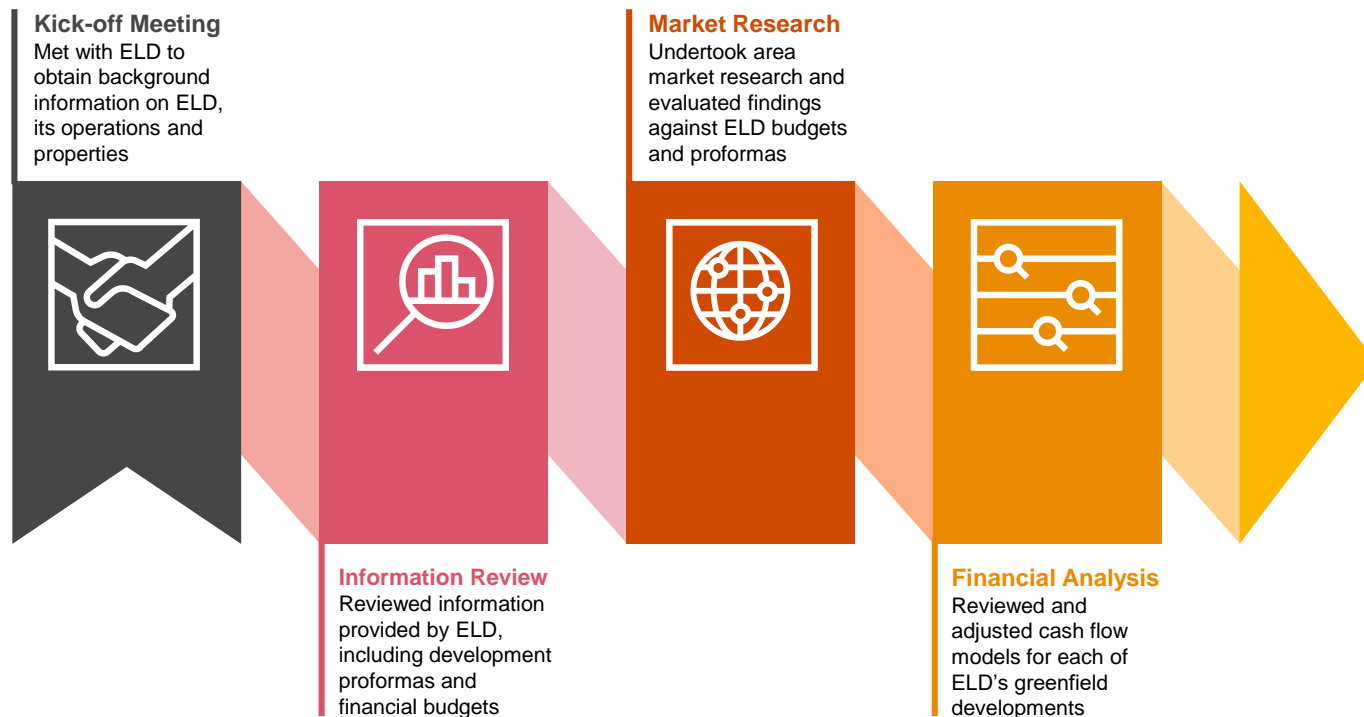 Kick-off Meeting
Met with ELD to
obtain background
information on ELD,
its operations and
properties
Information Review
Reviewed information
provided by ELD,
including development
proformas and
financial budgets
Market Research
Undertook area
market research and
evaluated findings
against ELD budgets
and proformas
Financial Analysis
Reviewed and
adjusted cash flow
models for each of
ELD's greenfield
developments